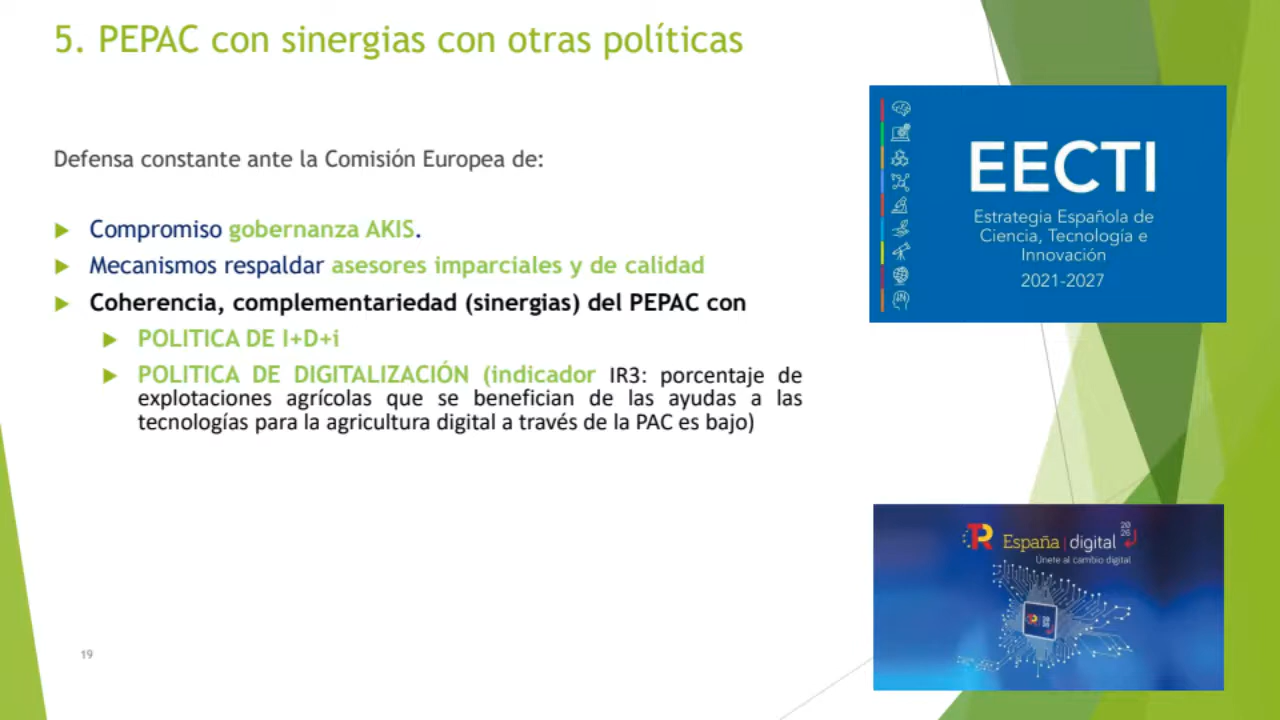 5. PEPAC con sinergias con otras políticas
Defensa constante ante la Comisión Europea de:
Compromiso gobernanza AKIS.
Mecanismos respaldar asesores imparciales y de calidad
Coherencia, complementariedad (sinergias) del PEPAC con
POLITICA DE I+D+i
POLITICA DE DIGITALIZACIÓN (indicador IR3: porcentaje de
explotaciones agrícolas que se benefician de las ayudas a las
tecnologías para la agricultura digital a través de la PAC es bajo)
19
EECTI
Estrategia Española de
Ciencia, Tecnología e
Innovación
2021-2027
España | digital
20
26
Únete al cambio digital